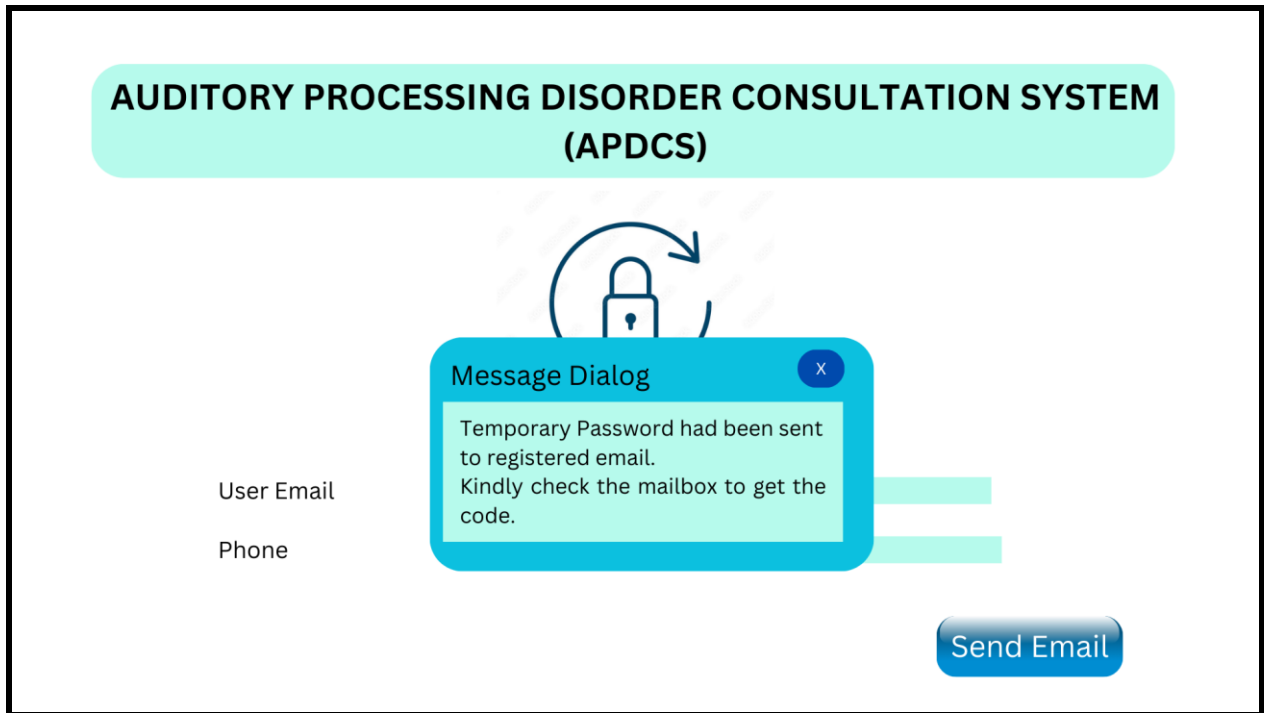 AUDITORY PROCESSING DISORDER CONSULTATION SYSTEM
(APDCS)
Message Dialog
X
Temporary Password had been sent
to registered email.
Kindly check the mailbox to get the
code.
User Email
Phone
Send Email